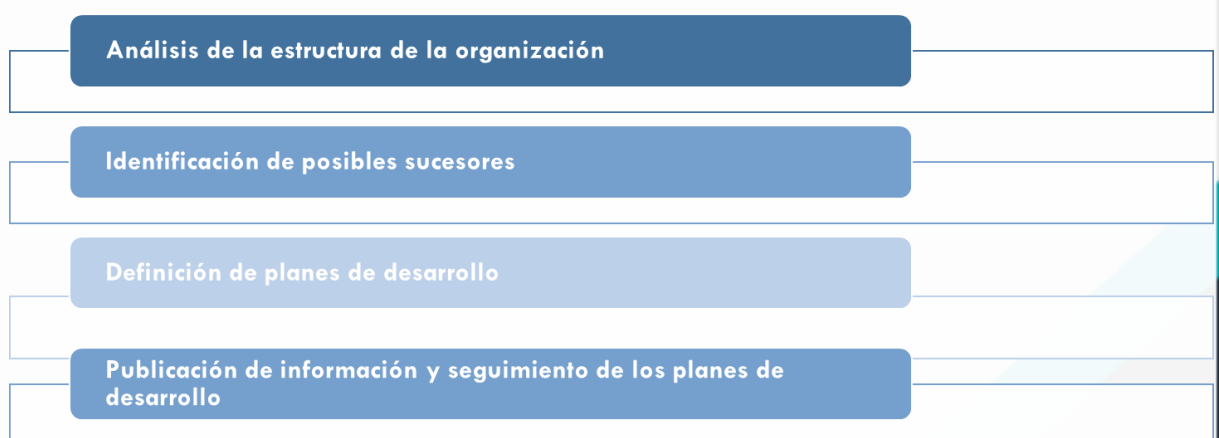 Análisis de la estructura de la organización
Identificación de posibles sucesores
Definición de planes de desarrollo
Publicación de información y seguimiento de los planes de
desarrollo